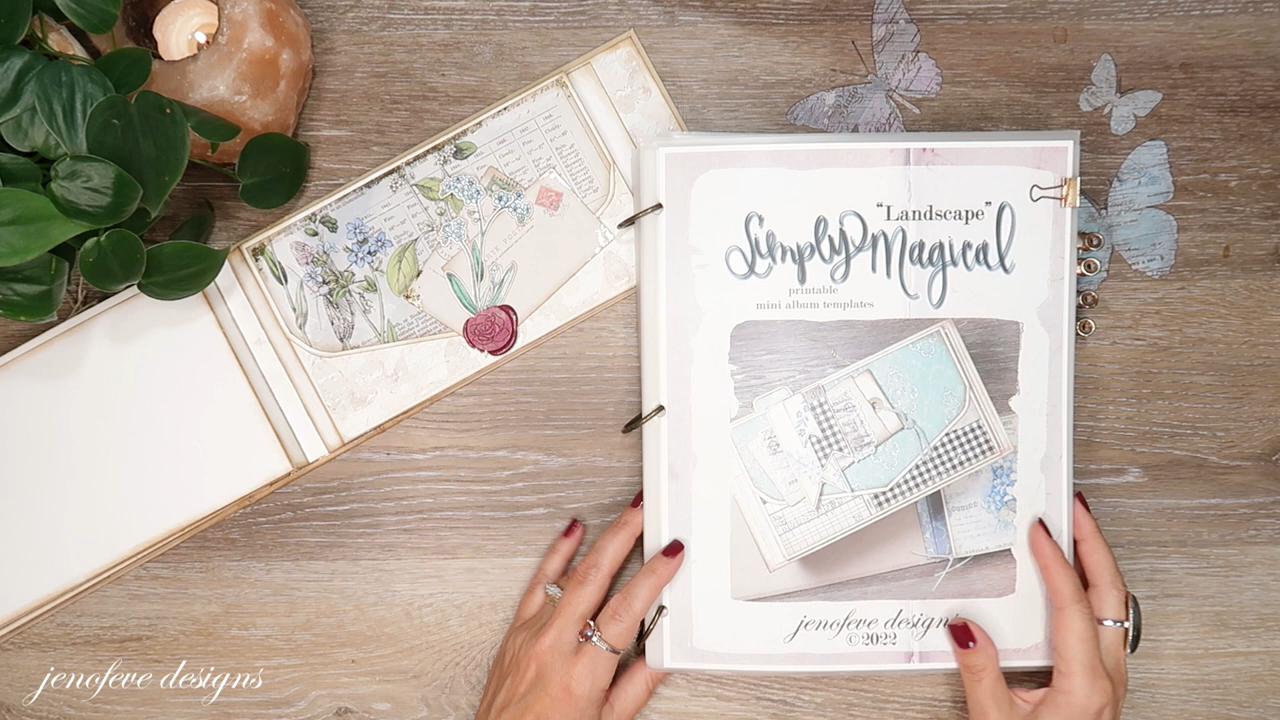 "Landscape"
Simply Magical
printable
mini album templates
jenofeve designs
©2022
jenofeve designs